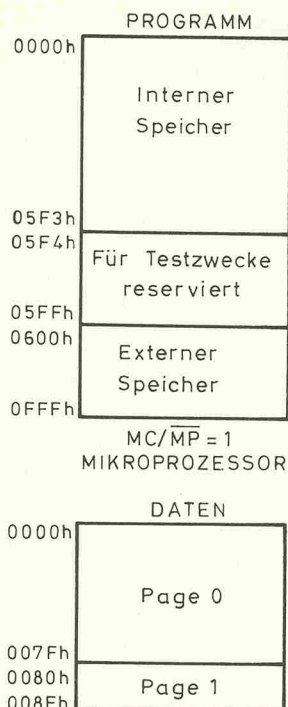 PROGRAMM
0000h
Interner
Speicher
05F3h
05F4h
Für Testzwecke
reserviert
05FFh
0600h
Externer
Speicher
0FFFh
MC/MP = 1
MIKROPROZESSOR
DATEN
0000h
Page 0
007Fh
0080h
Page 1
008Fh